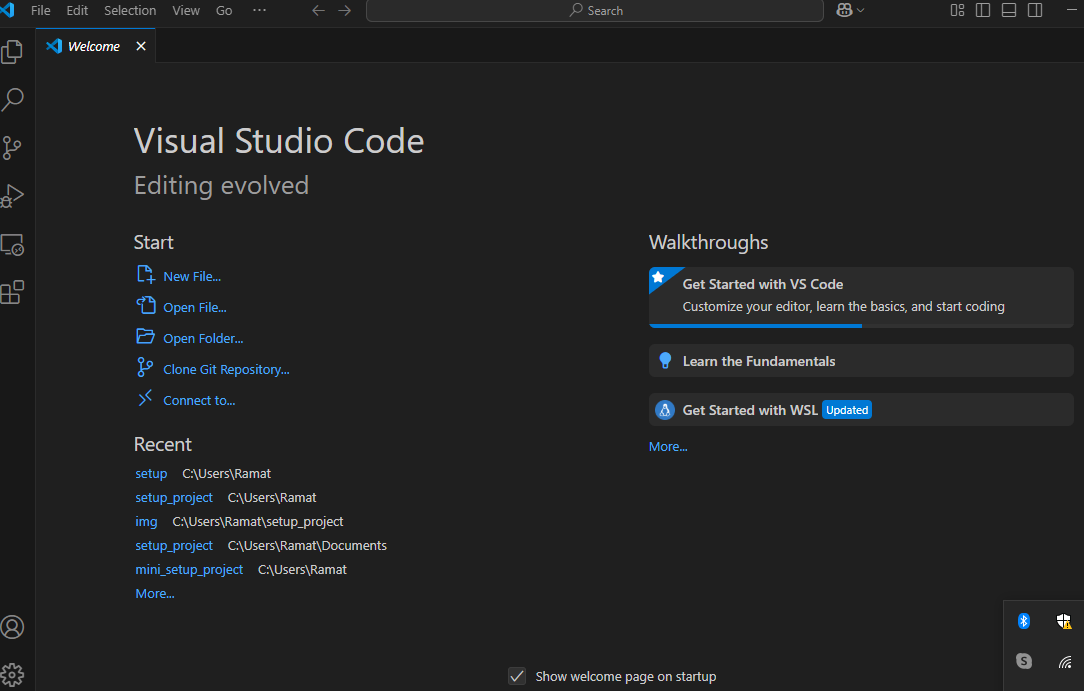 File Edit Selection View Go ···
Search
Welcome
Visual Studio Code
Editing evolved
Start
New File...
Open File...
Open Folder...
Clone Git Repository...
Connect to...
Recent
setup C:\Users\Ramat
setup_project C:\Users\Ramat
img C:\Users\Ramat\setup_project
setup_project C:\Users\Ramat\Documents
mini_setup_project C:\Users\Ramat
More...
Walkthroughs
Get Started with VS Code
Customize your editor, learn the basics, and start coding
Learn the Fundamentals
Get Started with WSL Updated
More...
Show welcome page on startup